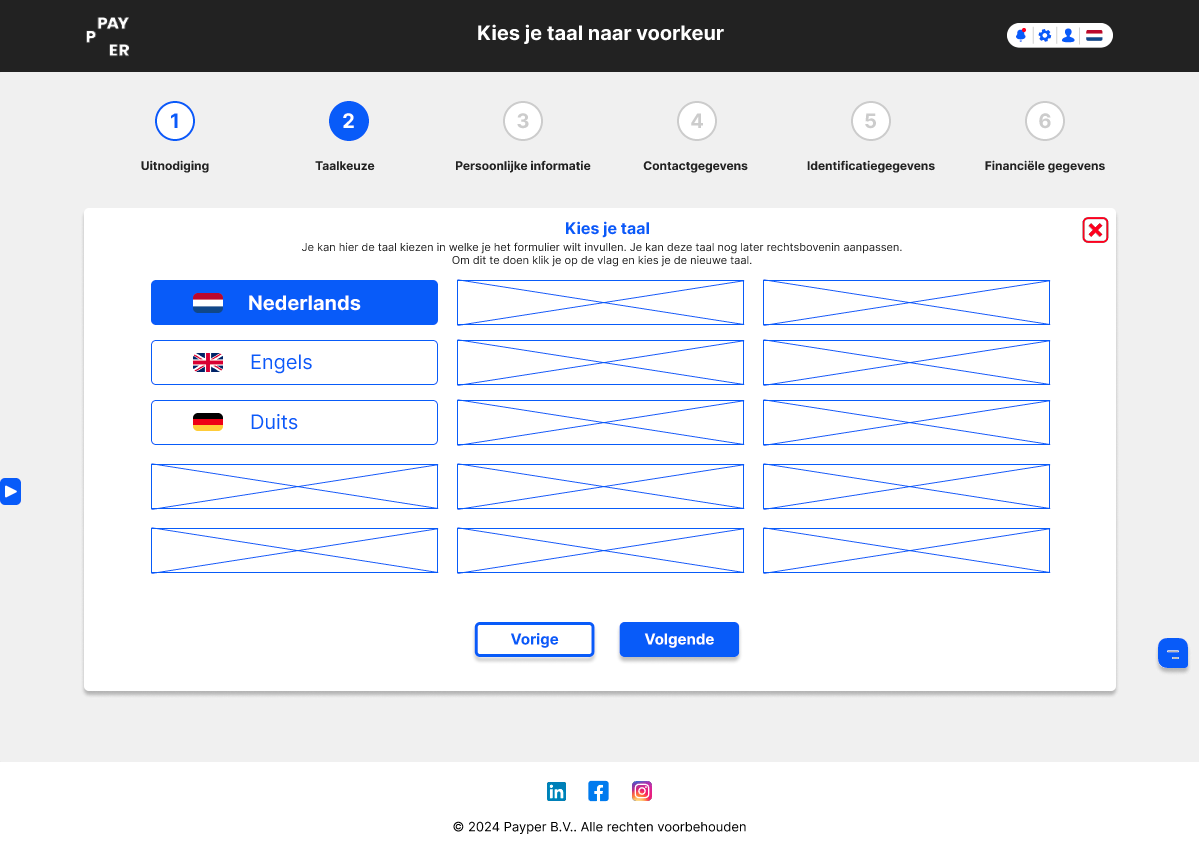 PAY
P
ER
Kies je taal naar voorkeur
1
2
3
4
5
6
Uitnodiging
Taalkeuze
Persoonlijke informatie
Contactgegevens
Identificatiegegevens
Financiële gegevens
Kies je taal
Je kan hier de taal kiezen in welke je het formulier wilt invullen. Je kan deze taal nog later rechtsbovenin aanpassen.
Om dit te doen klik je op de vlag en kies je de nieuwe taal.
Nederlands
Engels
Duits
Vorige
Volgende
in
© 2024 Payper B.V.. Alle rechten voorbehouden